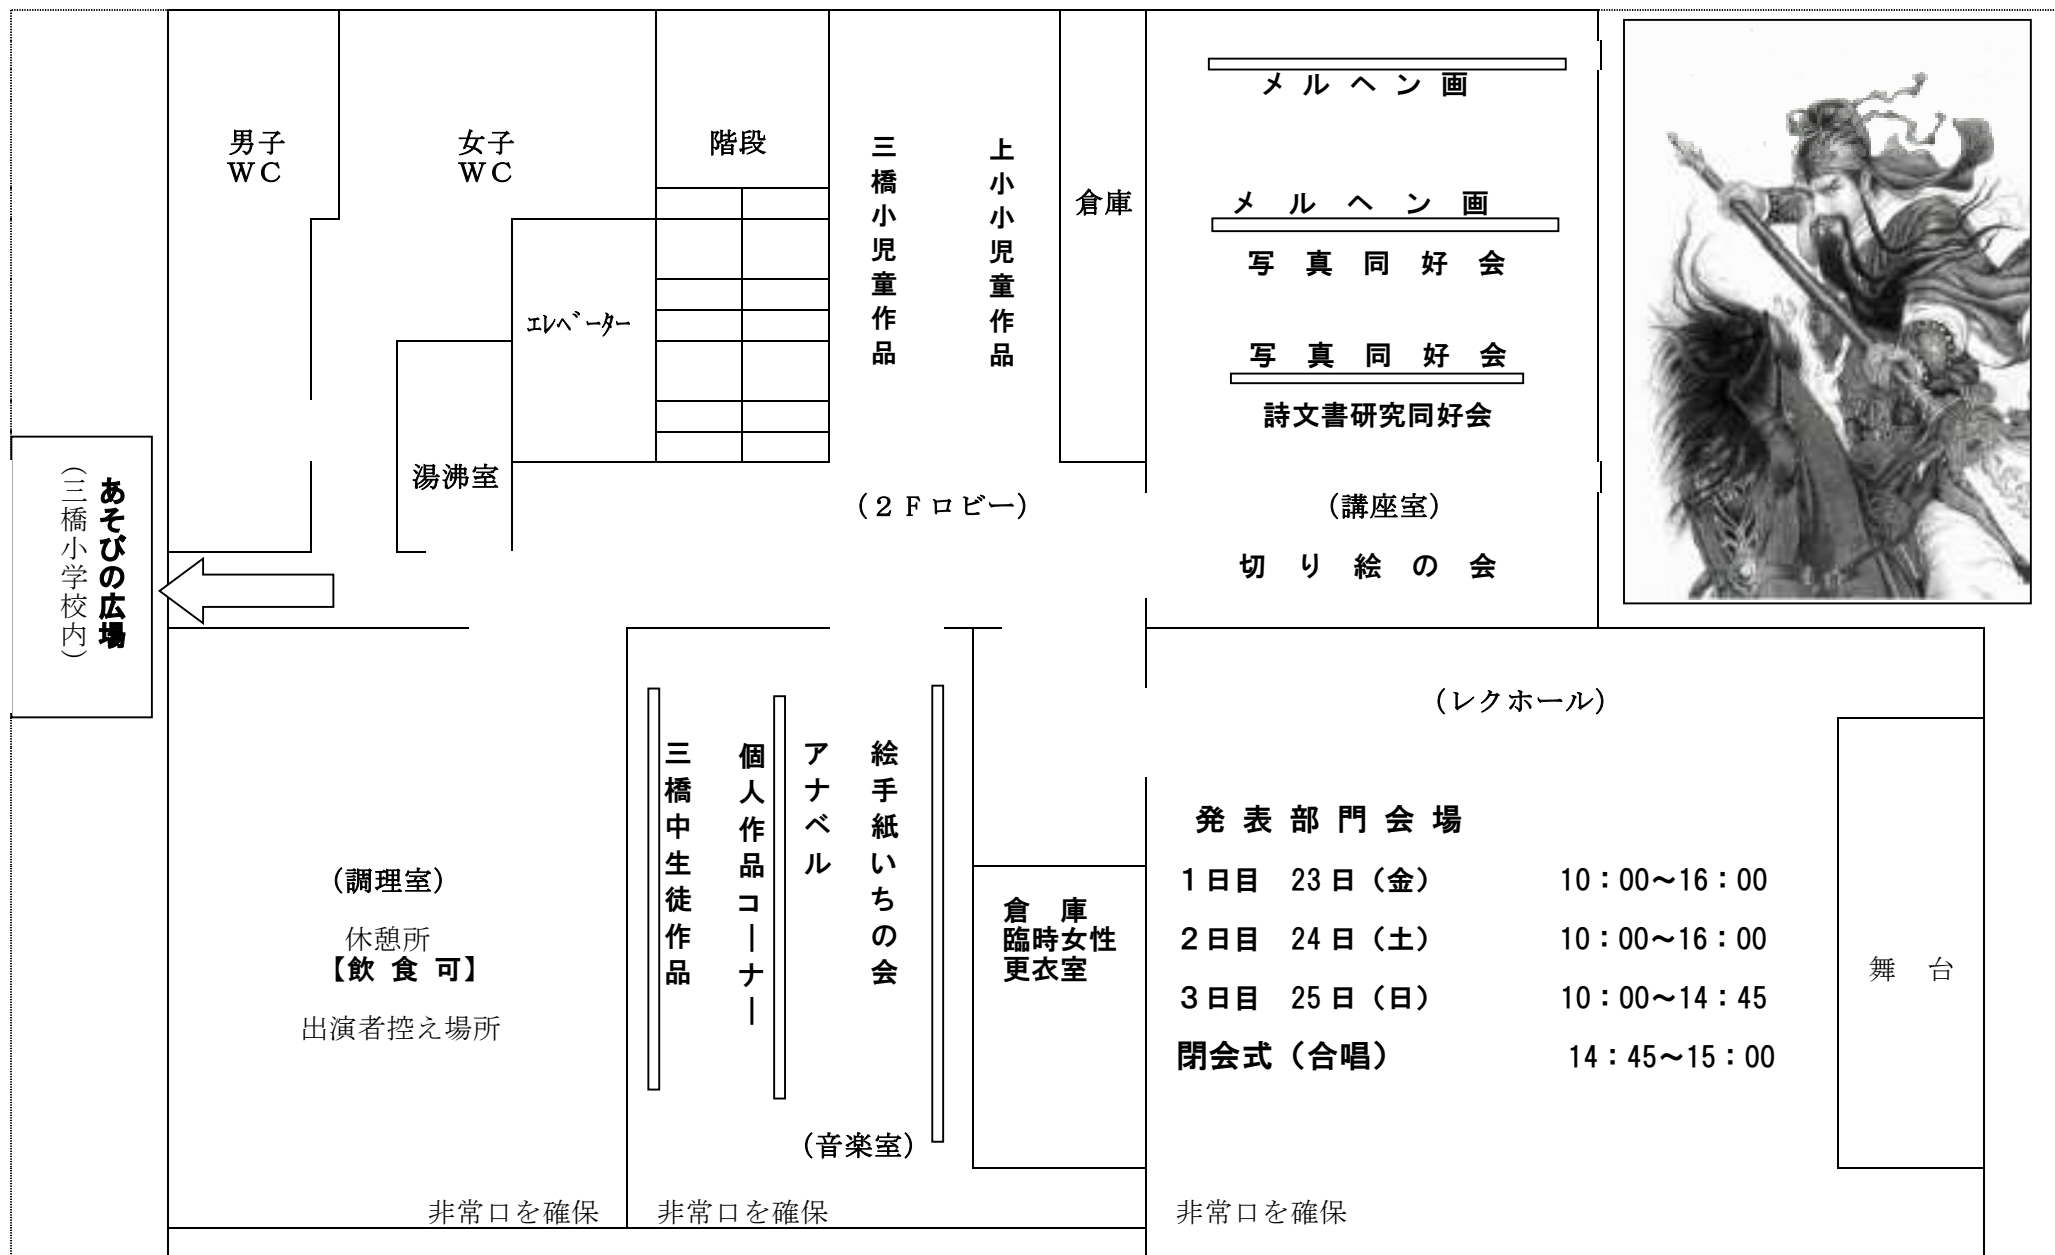 男子
ＷＣ
女子
ＷＣ
階段
エレベーター
湯沸室
三橋小児童作品
上小小児童作品
倉庫
メルヘン画
メルヘン画
写真同好会
写真同好会
詩文書研究同好会
（２Ｆロビー）
（講座室）
切り絵の会
あそびの広場
（三橋小学校内）
（調理室）
休憩所
【飲食可】
出演者控え場所
三橋中生徒作品
個人作品コーナー
アナベル
絵手紙いちの会
（音楽室）
倉　庫
臨時女性
更衣室
（レクホール）
発表部門会場
１日目　23日（金）　10：00～16：00
２日目　24日（土）　10：00～16：00
３日目　25日（日）　10：00～14：45
閉会式（合唱）　14：45～15：00
舞　台
非常口を確保
非常口を確保
非常口を確保